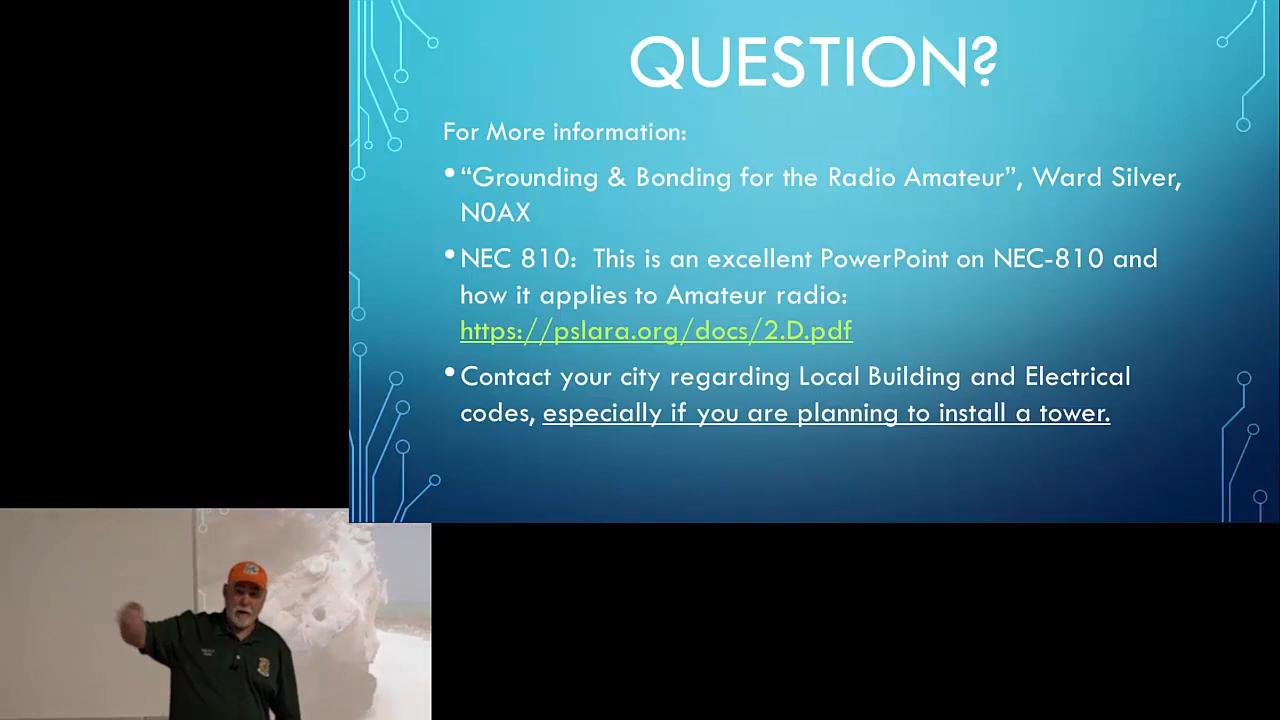 QUESTION?
For More information:
•“Grounding & Bonding for the Radio Amateur”, Ward Silver,
N0AX
•NEC 810:  This is an excellent PowerPoint on NEC-810 and
how it applies to Amateur radio:
https://pslara.org/docs/2.D.pdf
•Contact your city regarding Local Building and Electrical
codes, especially if you are planning to install a tower.